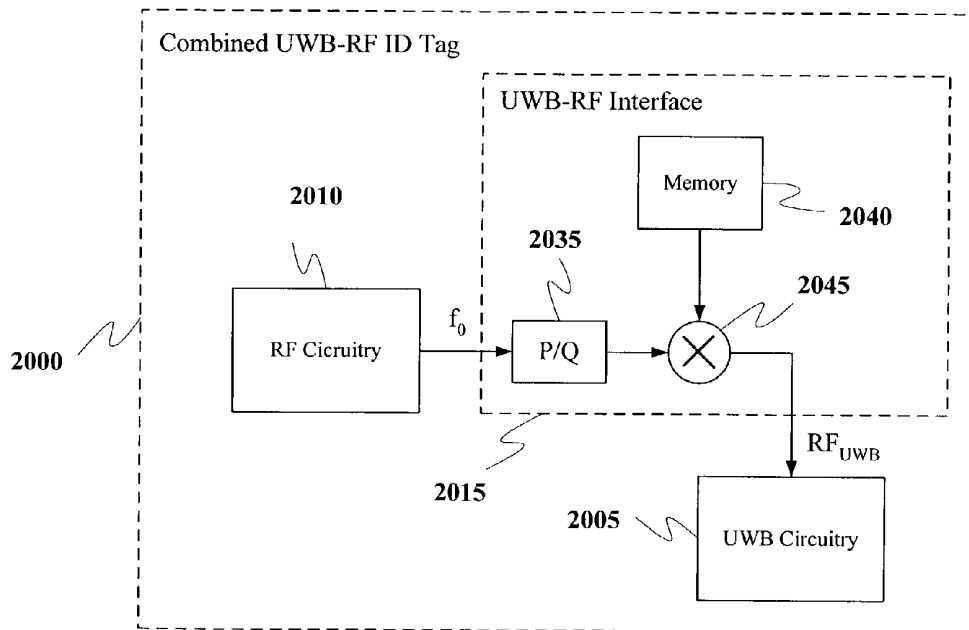 Combined UWB-RF ID Tag
UWB-RF Interface
Memory
2010
2040
2035
2045
f0
RF Cicruitry
P/Q
2000
RFUWB
2015
2005
UWB Circuitry